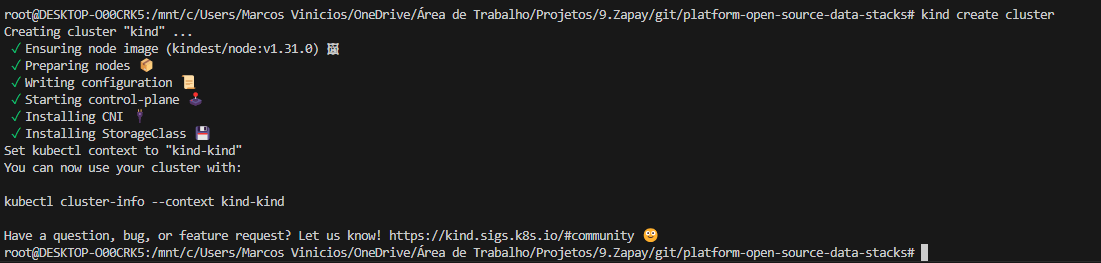 root@DESKTOP-O00CRK5:/mnt/c/Users/Marcos Vinicios/OneDrive/Área de Trabalho/Projetos/9.Zapay/git/platform-open-source-data-stacks# kind create cluster
Creating cluster "kind" ...
✓ Ensuring node image (kindest/node:v1.31.0) 🖼
✓ Preparing nodes 📦
✓ Writing configuration 📜
✓ Starting control-plane 🕹️
✓ Installing CNI 🔌
✓ Installing StorageClass 💾
Set kubectl context to "kind-kind"
You can now use your cluster with:
kubectl cluster-info --context kind-kind
Have a question, bug, or feature request? Let us know! https://kind.sigs.k8s.io/#community 🙂
root@DESKTOP-O00CRK5:/mnt/c/Users/Marcos Vinicios/OneDrive/Área de Trabalho/Projetos/9.Zapay/git/platform-open-source-data-stacks#